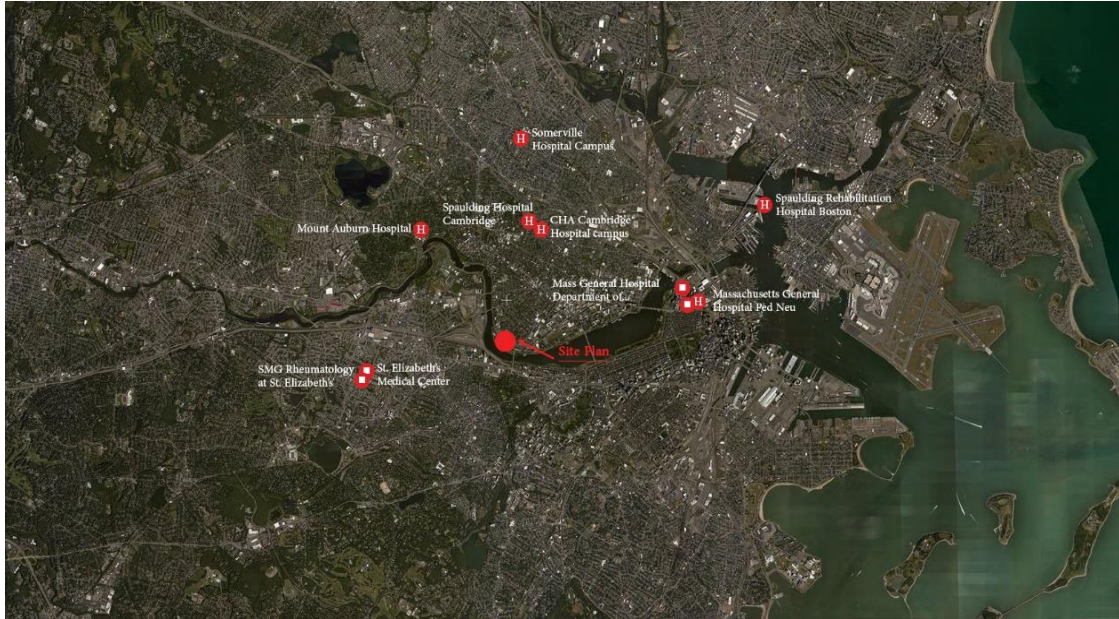 H
Somerville
Hospital Campus
Spaulding Hospital
Cambridge
H
H
CHA Cambridge
Hospital campus
Mount Auburn Hospital
H
H
Spaulding Rehabilitation
Hospital Boston
Mass General Hospital
Department of...
H
Massachusetts General
Hospital Ped Neu
Site Plan
SMG Rheumatology
at St. Elizabeth's
St. Elizabeth's
Medical Center